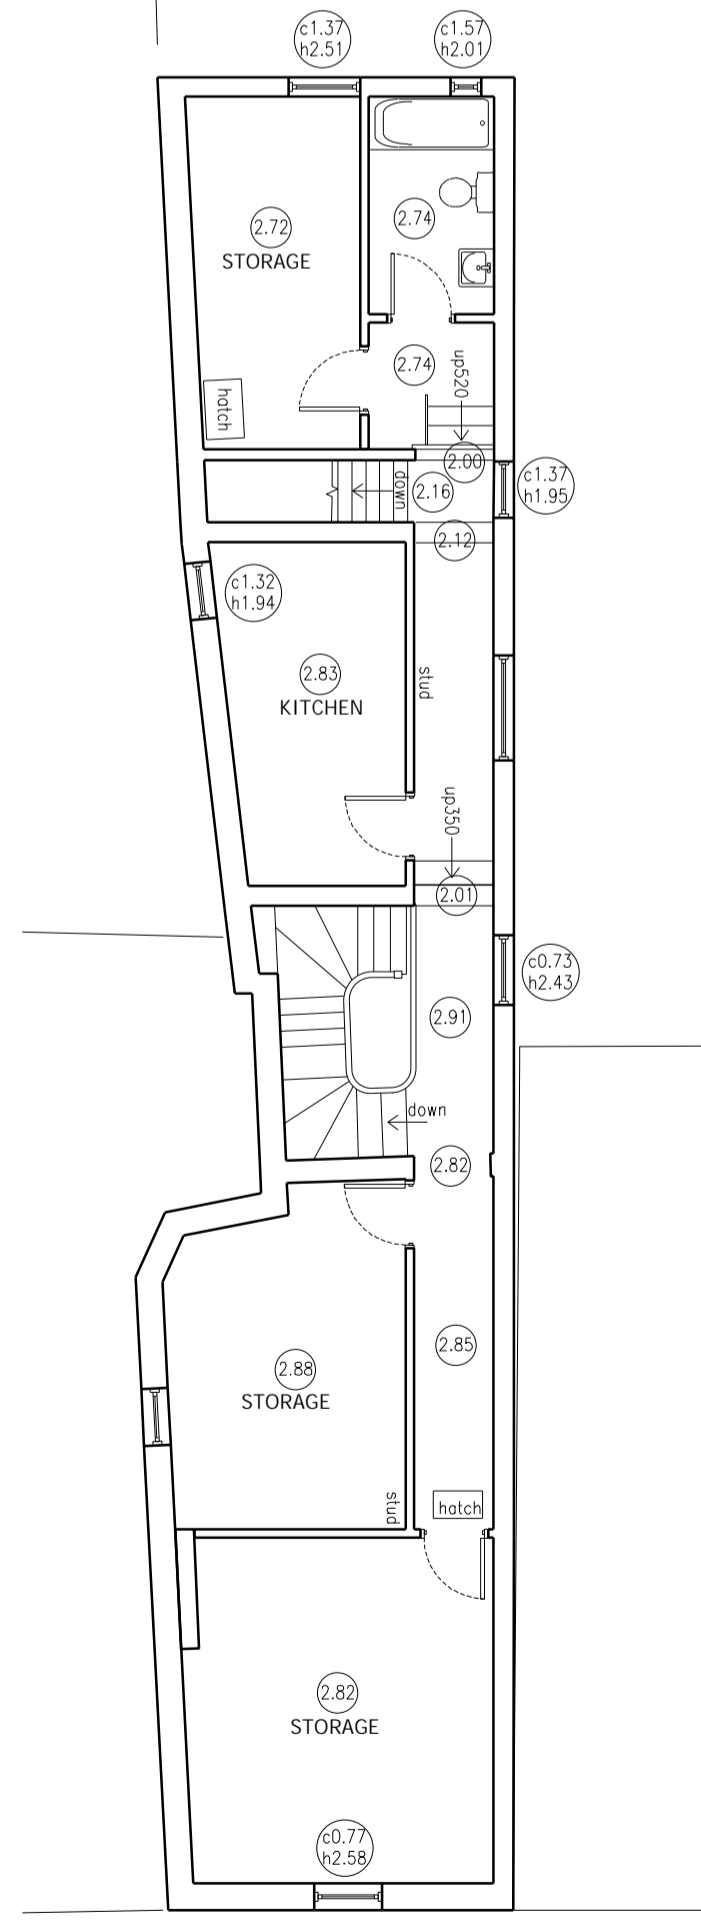 c1.37
h2.51
c1.57
h2.01
2.72
STORAGE
2.74
2.74
up520
hatch
2.00
down
2.16
c1.37
h1.95
2.12
c1.32
h1.94
2.83
KITCHEN
stud
up350
2.01
c0.73
h2.43
2.91
down
2.82
2.85
2.88
STORAGE
stud
hatch
2.82
STORAGE
c0.77
h2.58